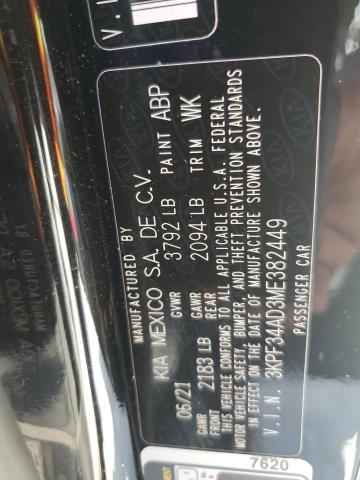 V.I
MANUFACTURED BY
KIA MEXICO S.A. DE C.V.
06/21 GVWR 3792 LB PAINT ABP
GAWR FRONT 2183 LB GAWR REAR 2094 LB TRIM WK
THIS VEHICLE CONFORMS TO ALL APPLICABLE U.S.A. FEDERAL
MOTOR VEHICLE SAFETY, BUMPER, AND THEFT PREVENTION STANDARDS
IN EFFECT ON THE DATE OF MANUFACTURE SHOWN ABOVE.
V.I.N. 3KPF34AD3ME382449
PASSENGER CAR
7620